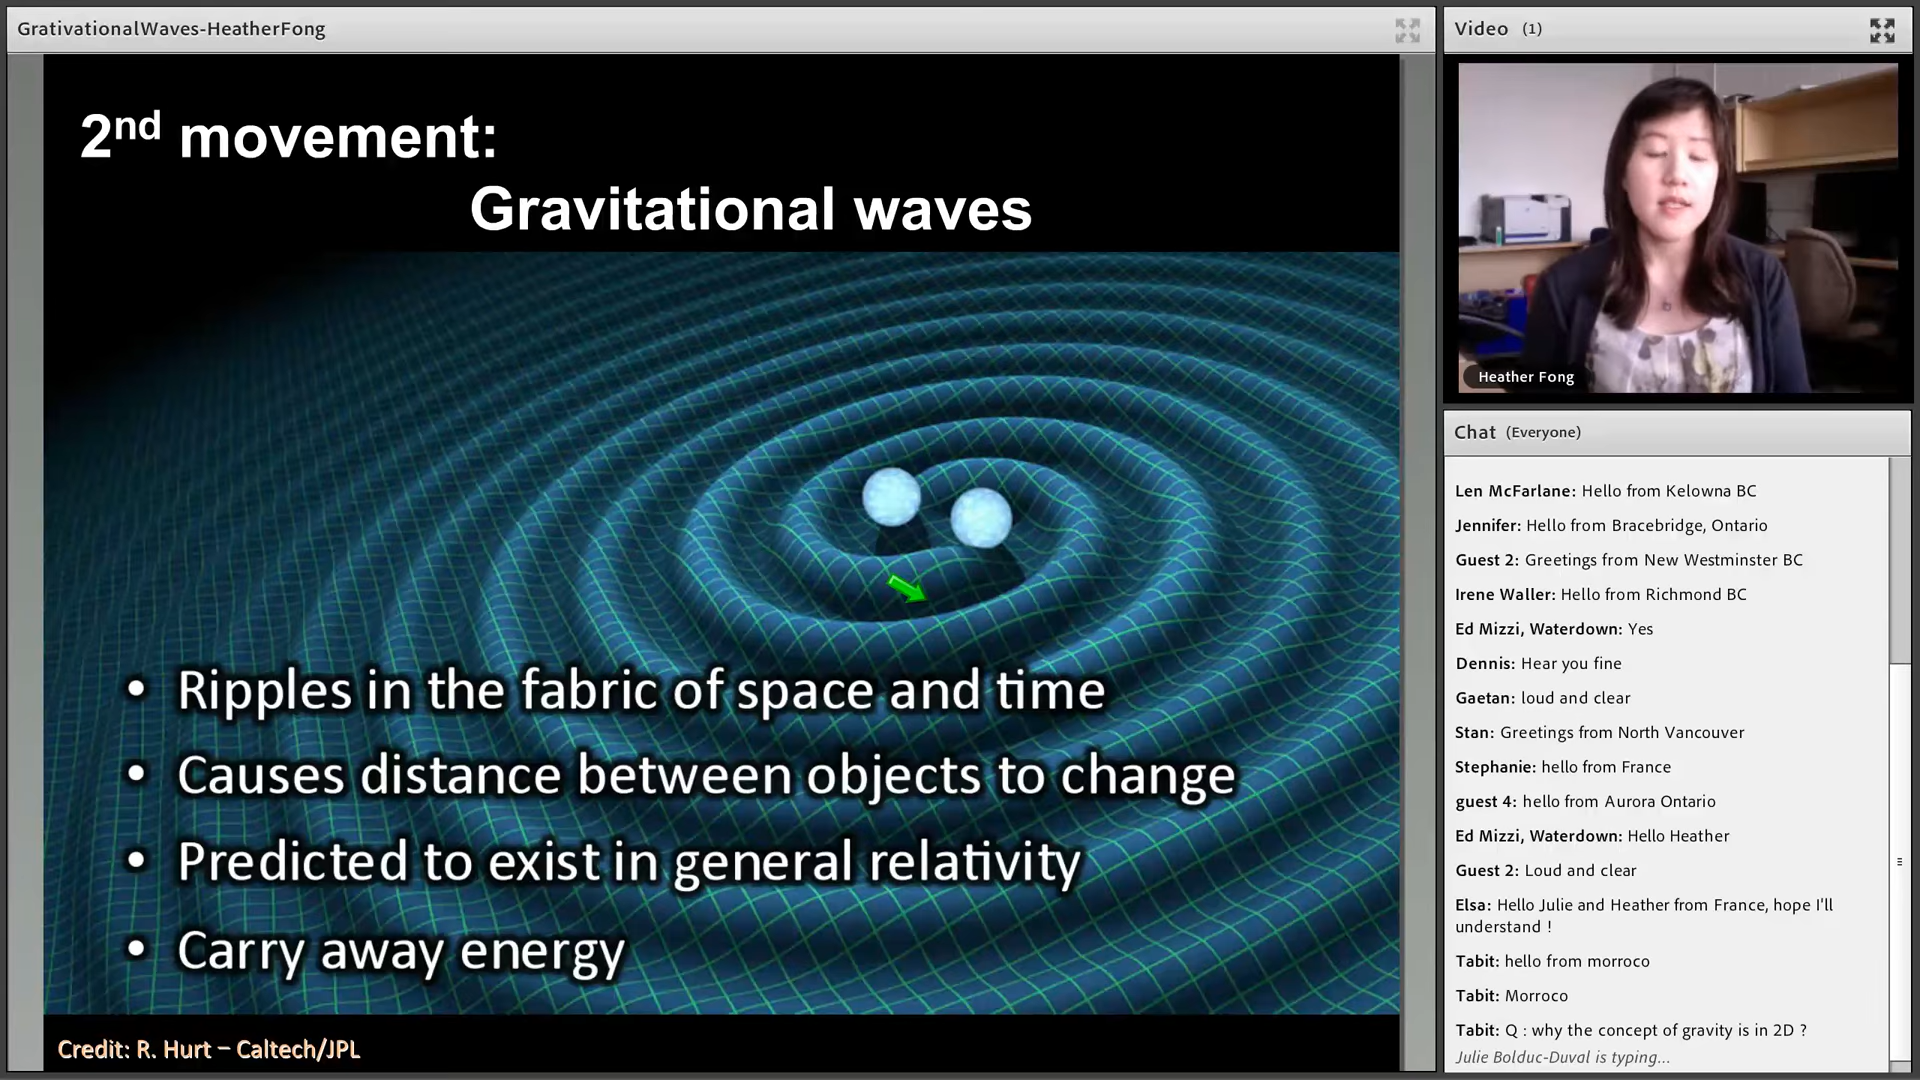 GrativationalWaves-HeatherFong
2nd movement:
Gravitational waves
• Ripples in the fabric of space and time
• Causes distance between objects to change
• Predicted to exist in general relativity
• Carry away energy
Credit: R. Hurt – Caltech/JPL
Video (1)
Heather Fong
Chat (Everyone)
Len McFarlane: Hello from Kelowna BC
Jennifer: Hello from Bracebridge, Ontario
Guest 2: Greetings from New Westminster BC
Irene Waller: Hello from Richmond BC
Ed Mizzi, Waterdown: Yes
Dennis: Hear you fine
Gaetan: loud and clear
Stan: Greetings from North Vancouver
Stephanie: hello from France
guest 4: hello from Aurora Ontario
Ed Mizzi, Waterdown: Hello Heather
Guest 2: Loud and clear
Elsa: Hello Julie and Heather from France, hope I'll
understand !
Tabit: hello from morroco
Tabit: Morroco
Tabit: Q : why the concept of gravity is in 2D ?
Julie Bolduc-Duval is typing...